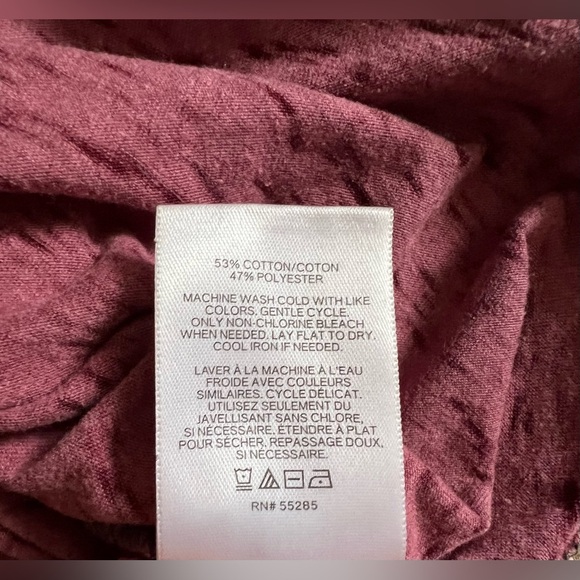 53% COTTON/COTON
47% POLYESTER
MACHINE WASH COLD WITH LIKE
COLORS. GENTLE CYCLE.
ONLY NON-CHLORINE BLEACH
WHEN NEEDED. LAY FLAT TO DRY.
COOL IRON IF NEEDED.
LAVER À LA MACHINE À L'EAU
FROIDE AVEC COULEURS
SIMILAIRES. CYCLE DÉLICAT.
UTILISEZ SEULEMENT DU
JAVELLISANT SANS CHLORE,
SI NÉCESSAIRE. ÉTENDRE À PLAT
POUR SÉCHER. REPASSAGE DOUX,
SI NÉCESSAIRE.
RN# 55285